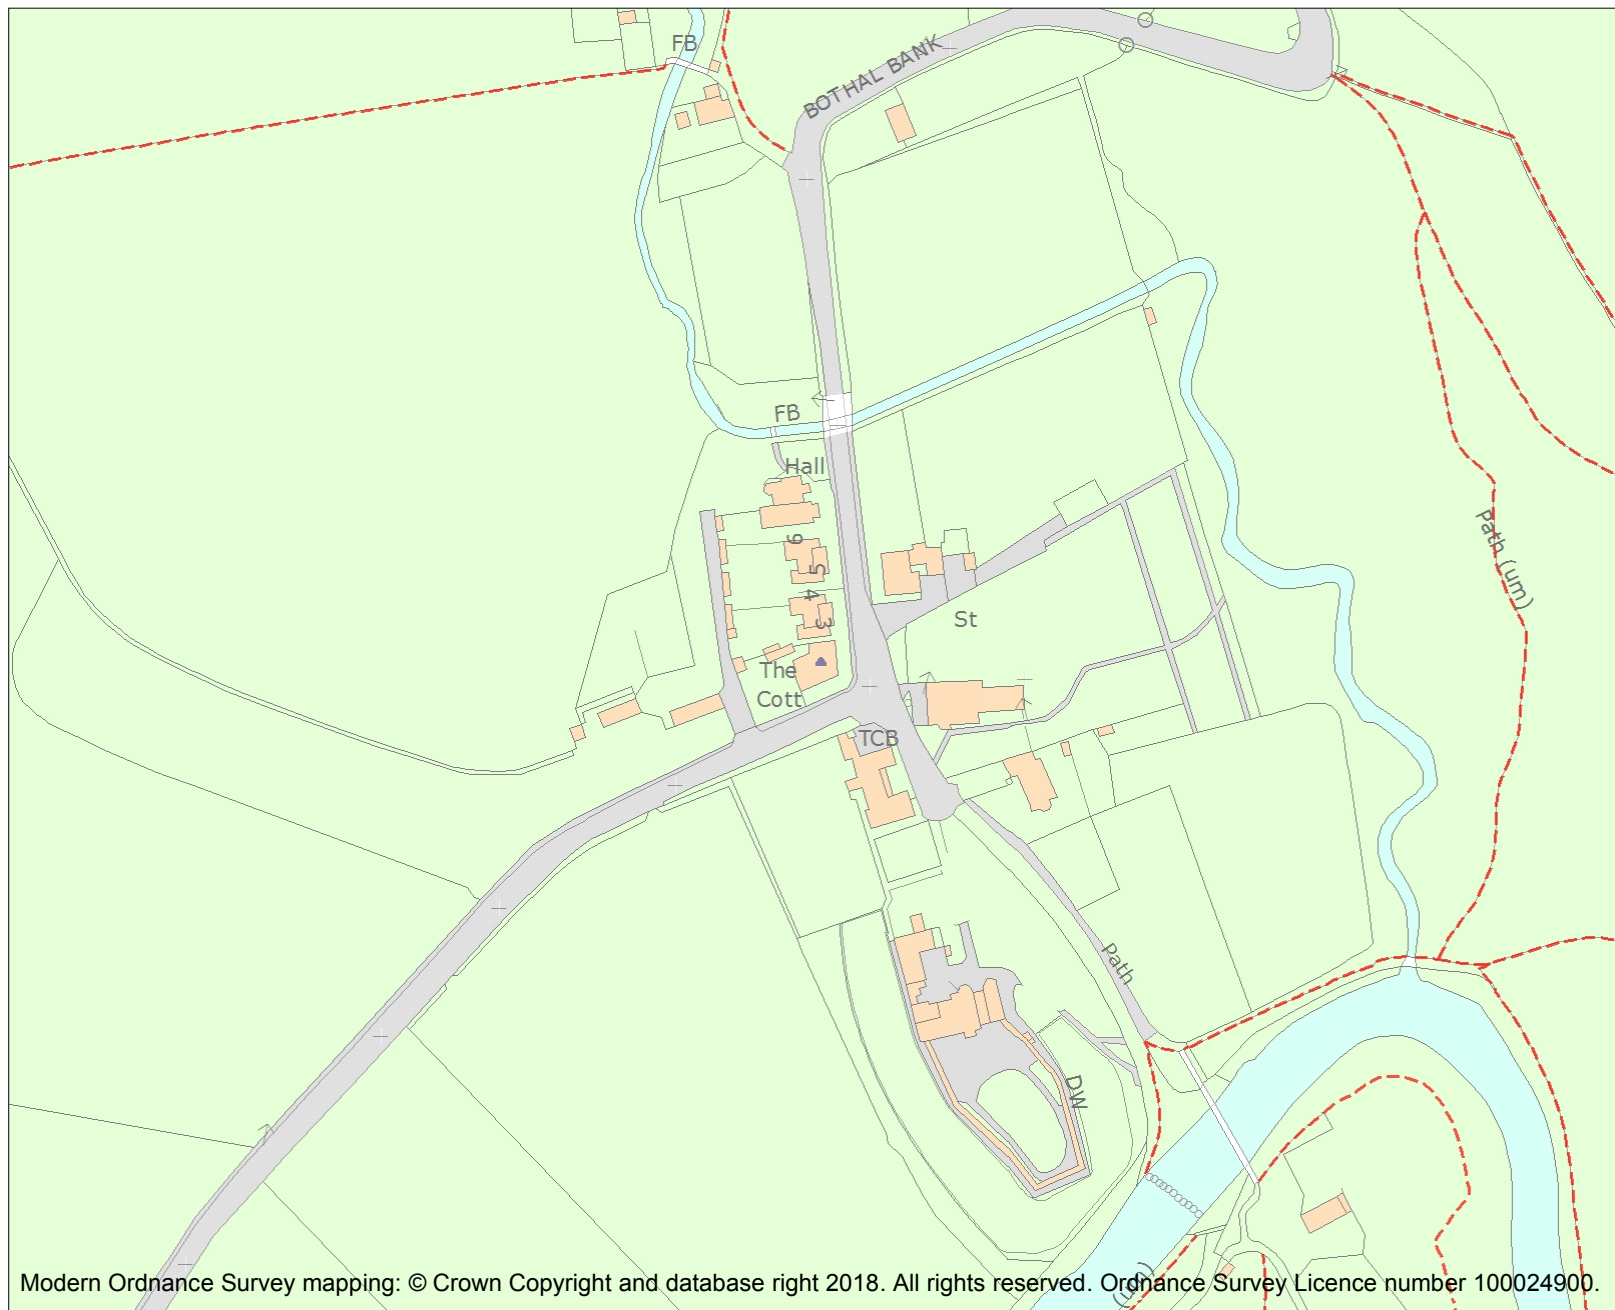 FB
BOTHAL BANK
FB
Hall
6
5
4
3
St
The
Cott
TCB
Path (um)
Path
DW
(um)
Modern Ordnance Survey mapping: © Crown Copyright and database right 2018. All rights reserved. Ordnance Survey Licence number 100024900.